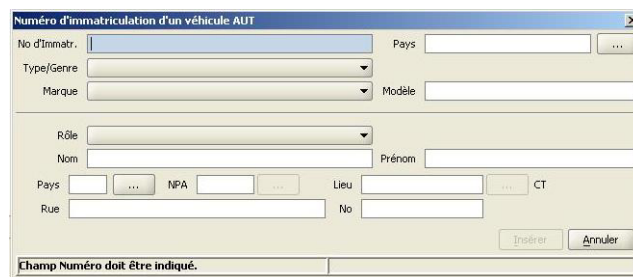 Numéro d'immatriculation d'un véhicule AUT
No d'Immatr. Pays ...
Type/Genre
Marque Modèle
Rôle
Nom Prénom
Pays ... NPA ... Lieu ... CT
Rue No
Insérer Annuler
Champ Numéro doit être indiqué.